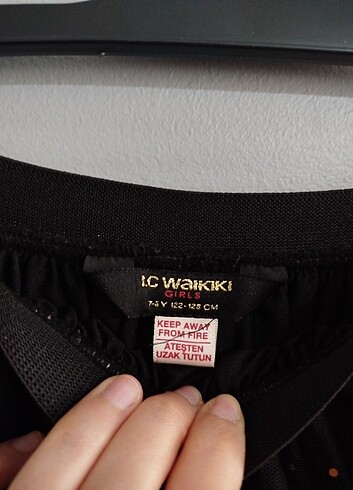 LC WAIKIKI
GIRLS
7-8 Y 122-128 CM
KEEP AWAY
FROM FIRE
ATEŞTEN
UZAK TUTUN